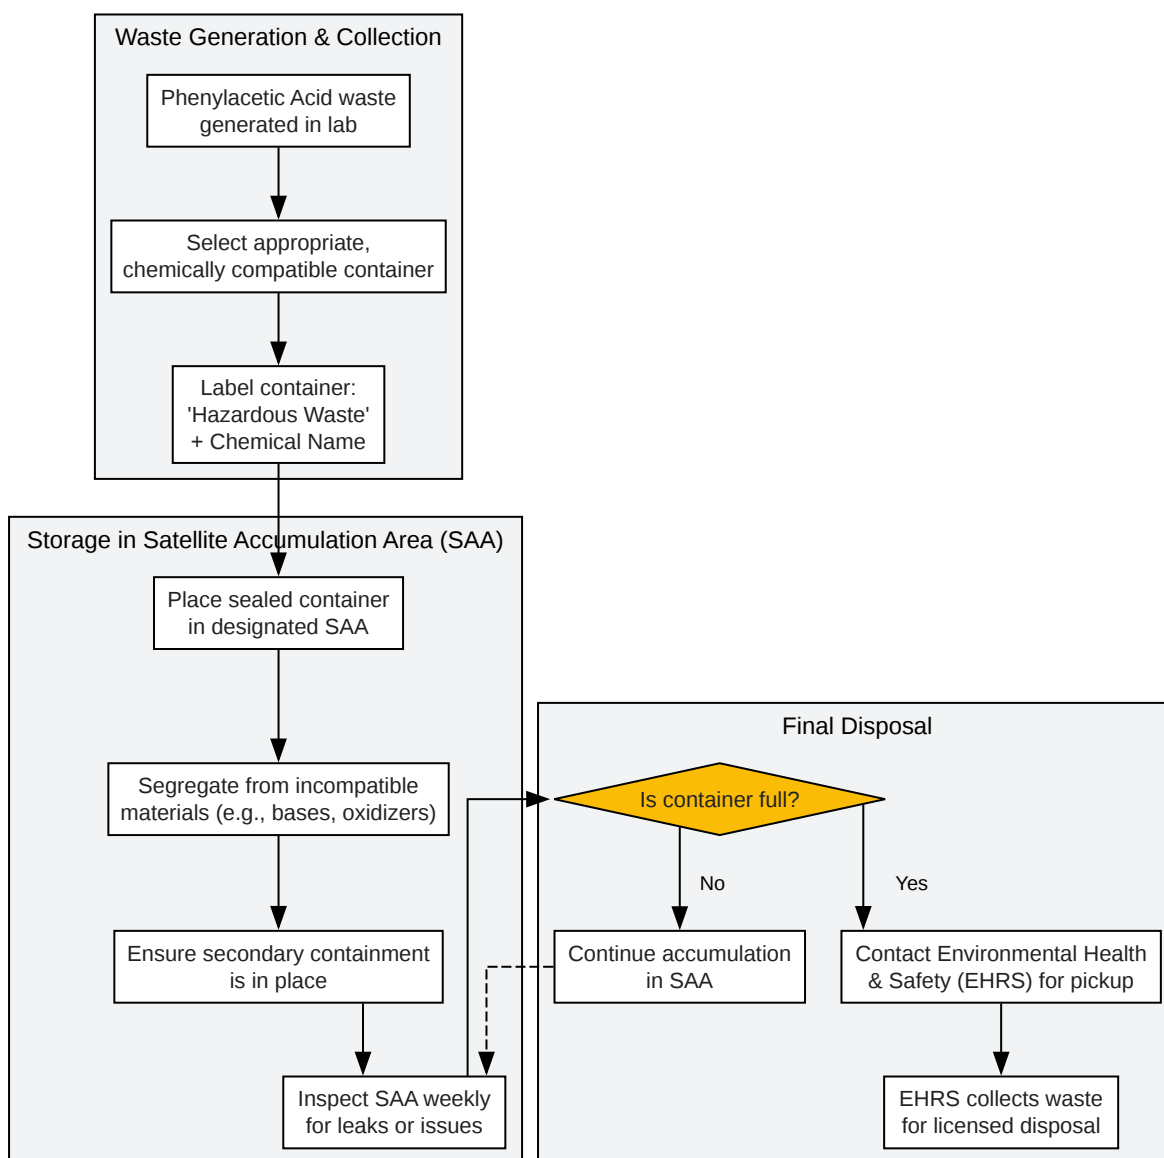 Waste Generation & Collection
Phenylacetic Acid waste
generated in lab
Select appropriate,
chemically compatible container
Label container:
'Hazardous Waste'
+ Chemical Name
Storage in Satellite Accumulation Area (SAA)
Place sealed container
in designated SAA
Segregate from incompatible
materials (e.g., bases, oxidizers)
Ensure secondary containment
is in place
Inspect SAA weekly
for leaks or issues
Final Disposal
Is container full?
No
Yes
Continue accumulation
in SAA
Contact Environmental Health
& Safety (EHRS) for pickup
EHRS collects waste
for licensed disposal